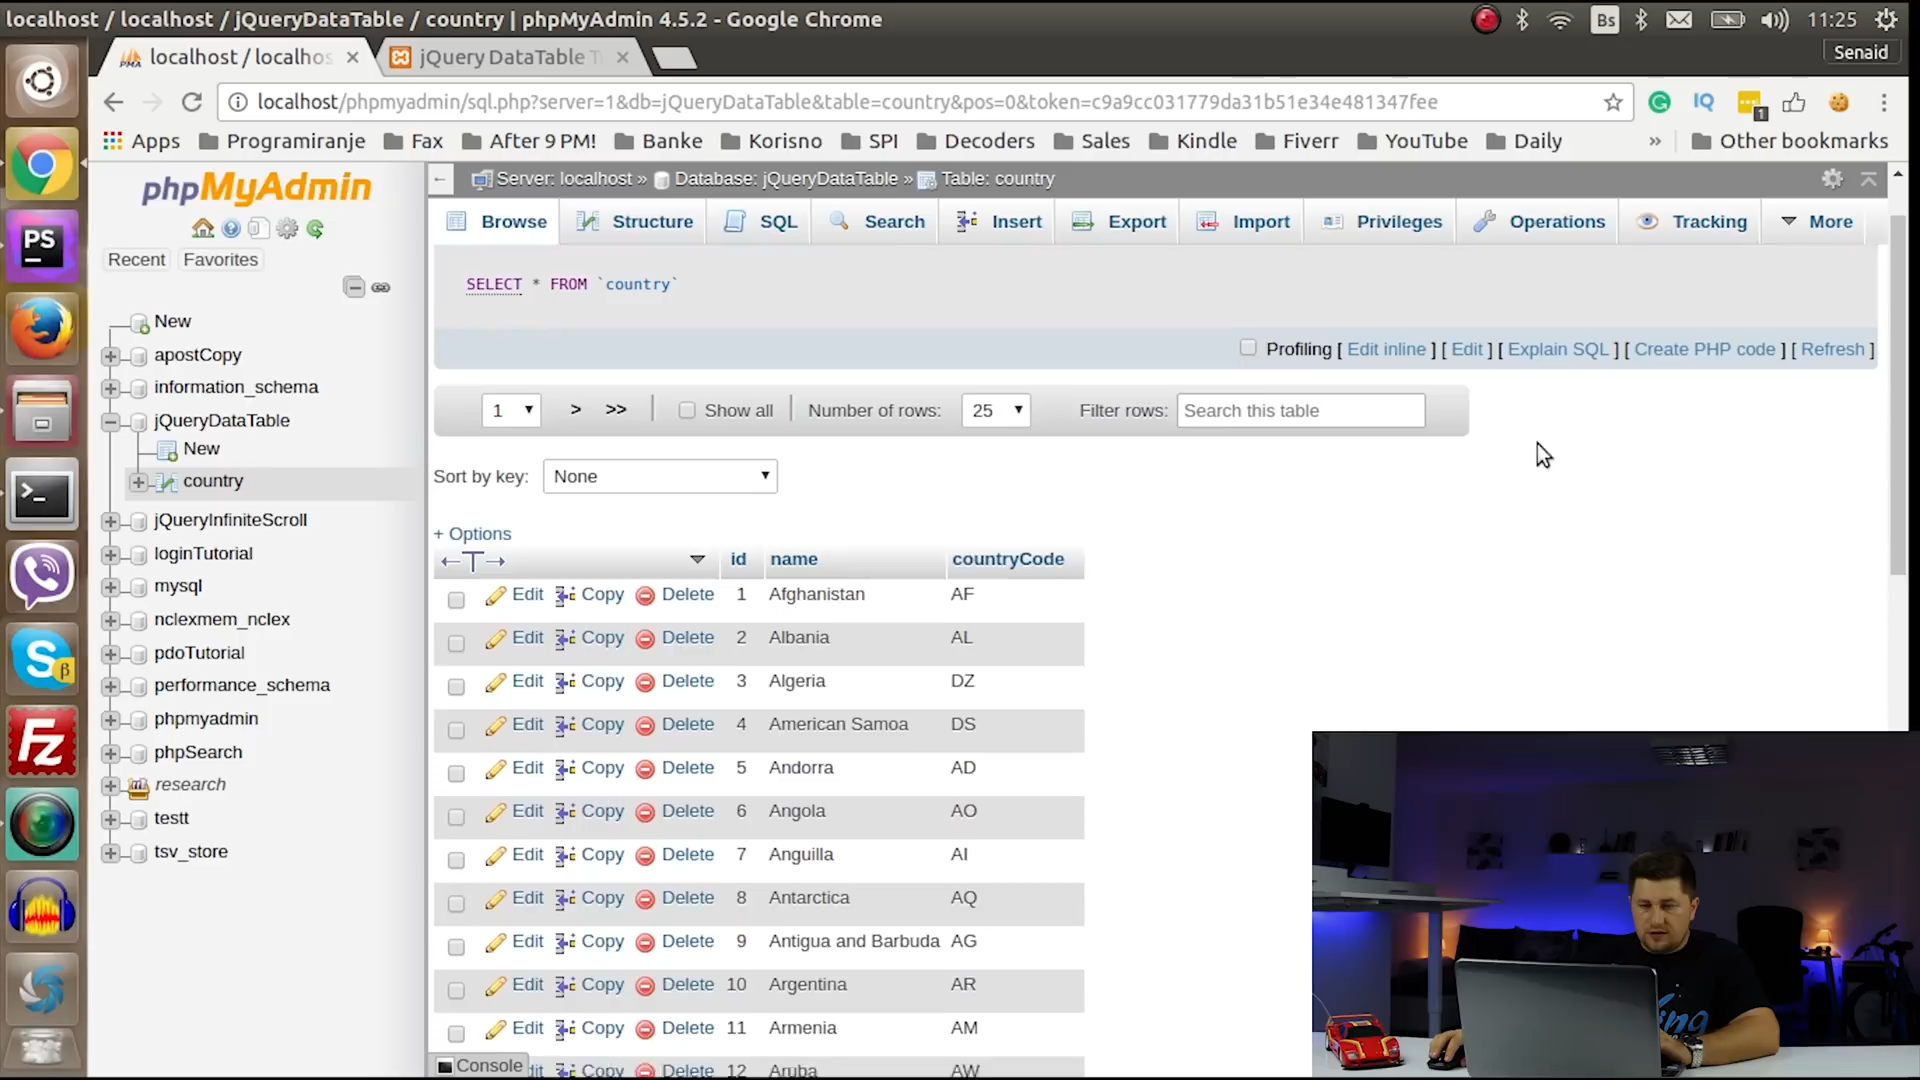 localhost / localhost / jQueryDataTable / country | phpMyAdmin 4.5.2 - Google Chrome
Bs
11:25
localhost / localhos
jQuery DataTable T
Senaid
localhost/phpmyadmin/sql.php?server=1&db=jQueryDataTable&table=country&pos=0&token=c9a9cc031779da31b51e34e481347fee
IQ
1
Apps
Programiranje
Fax
After 9 PM!
Banke
Korisno
SPI
Decoders
Sales
Kindle
Fiverr
YouTube
Daily
»
Other bookmarks
phpMyAdmin
Recent
Favorites
New
apostCopy
information_schema
jQueryDataTable
New
country
jQueryInfiniteScroll
loginTutorial
mysql
nclexmem_nclex
pdoTutorial
performance_schema
phpmyadmin
phpSearch
research
testt
tsv_store
Server: localhost » Database: jQueryDataTable » Table: country
Browse
Structure
SQL
Search
Insert
Export
Import
Privileges
Operations
Tracking
More
SELECT * FROM `country`
Profiling [ Edit inline ] [ Edit ] [ Explain SQL ] [ Create PHP code ] [ Refresh ]
1 > >> Show all Number of rows: 25 Filter rows: Search this table
Sort by key: None
+ Options
←T→ id name countryCode
Edit Copy Delete 1 Afghanistan AF
Edit Copy Delete 2 Albania AL
Edit Copy Delete 3 Algeria DZ
Edit Copy Delete 4 American Samoa DS
Edit Copy Delete 5 Andorra AD
Edit Copy Delete 6 Angola AO
Edit Copy Delete 7 Anguilla AI
Edit Copy Delete 8 Antarctica AQ
Edit Copy Delete 9 Antigua and Barbuda AG
Edit Copy Delete 10 Argentina AR
Edit Copy Delete 11 Armenia AM
Edit Copy Delete 12 Aruba AW
Console
PS
S
β
Fz